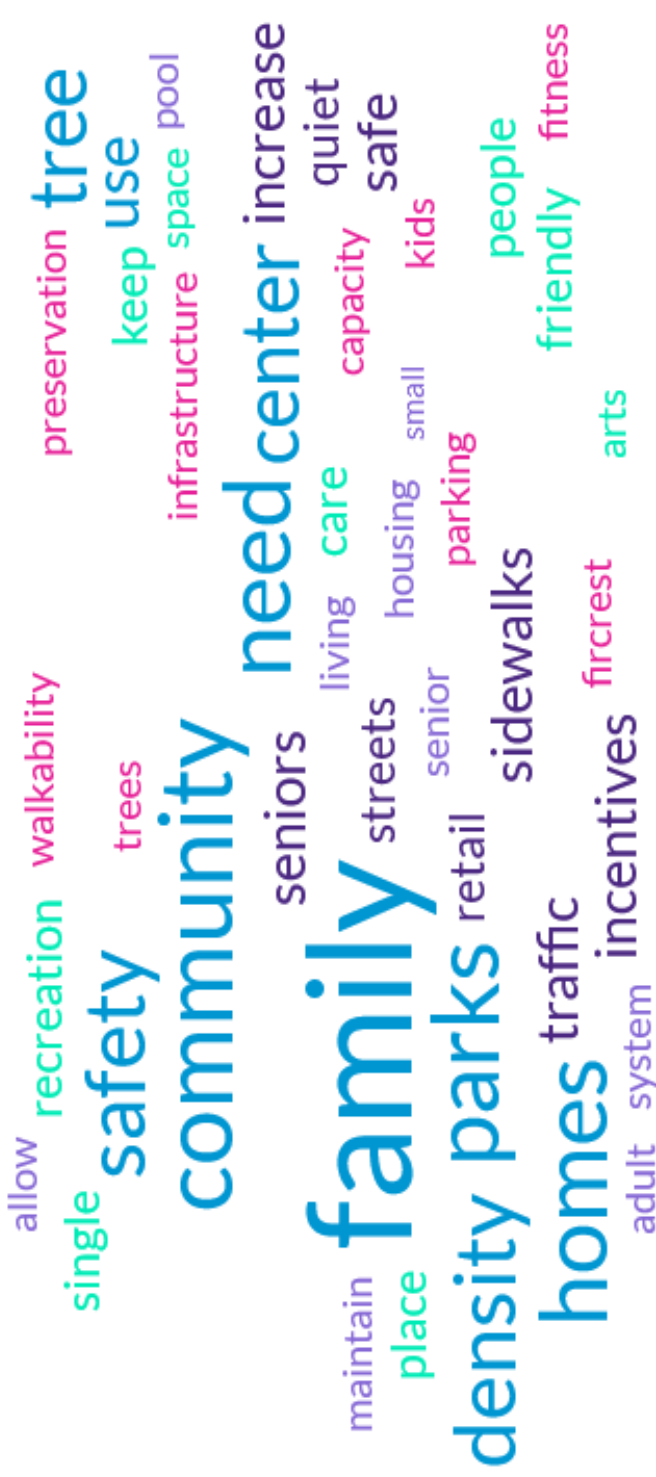 allow
recreation
walkability
preservation
tree
single
safety
trees
keep
use
space
pool
community
infrastructure
need
center
increase
seniors
family
living
care
capacity
quiet
maintain
streets
safe
place
senior
housing
small
kids
density
parks
retail
parking
sidewalks
people
homes
traffic
friendly
fitness
incentives
fircrest
arts
adult
system